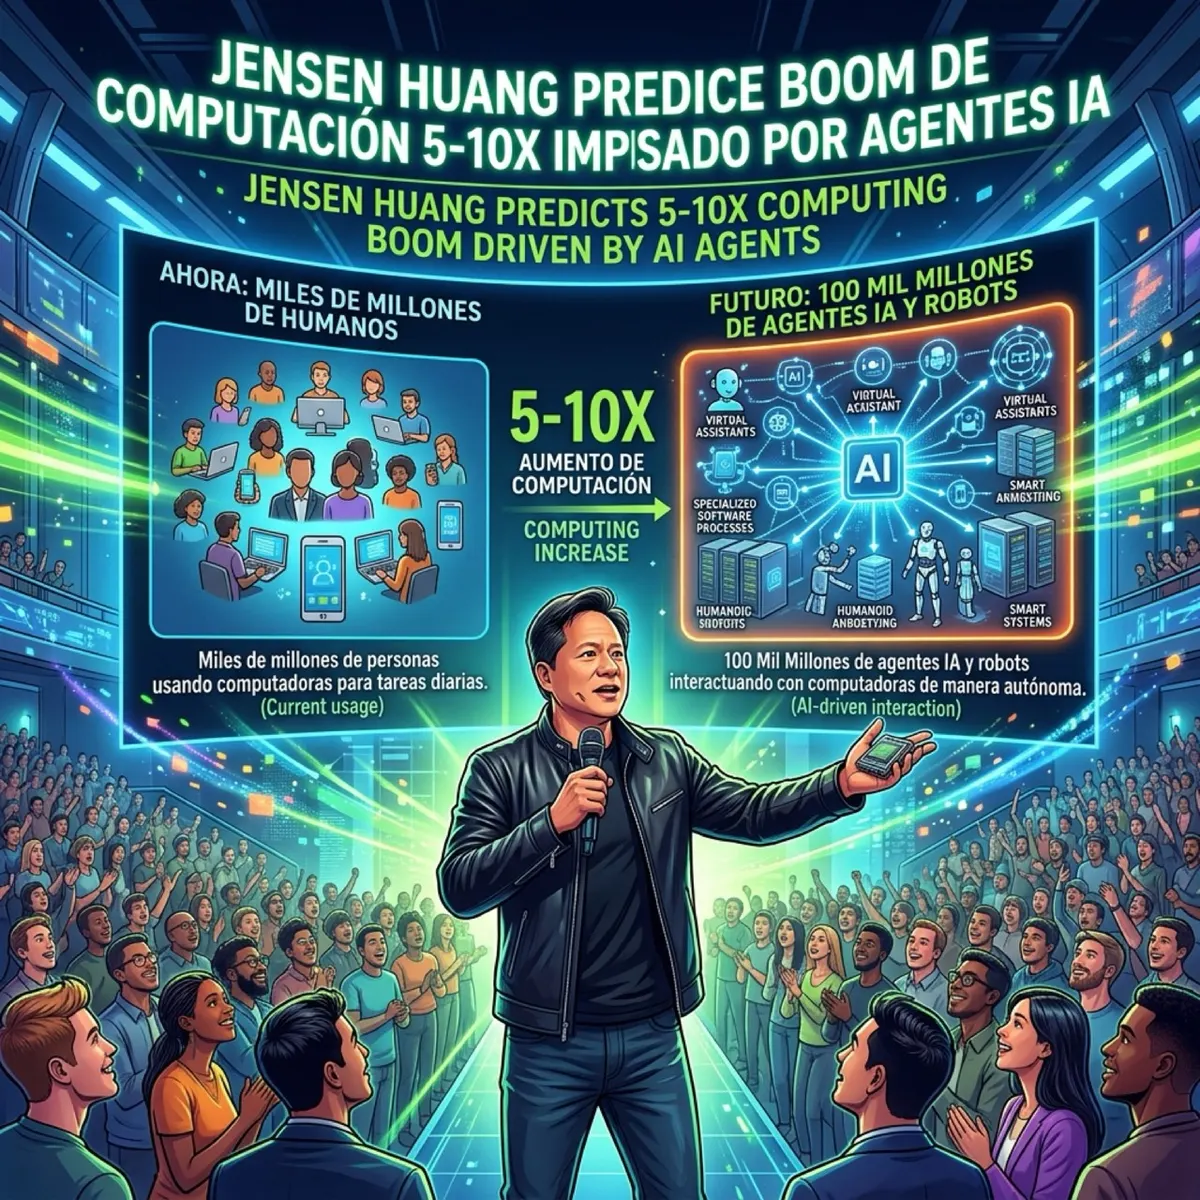 JENSEN HUANG PREDICE BOOM DE
COMPUTACIÓN 5-10X IMPISADO POR AGENTES IA
JENSEN HUANG PREDICTS 5-10X COMPUTING
BOOM DRIVEN BY AI AGENTS
AHORA: MILES DE MILLONES
DE HUMANOS
FUTURO: 100 MIL MILLONES
DE AGENTES IA Y ROBOTS
5-10X
AUMENTO DE
COMPUTACIÓN
COMPUTING
INCREASE
AI
VIRTUAL
ASSISTANTS
VIRTUAL
ACASTANT
VIRTUAL
ASSISTANTS
AI
SPECIALIZED
SOFTWARE
PROCESSES
SMART
HUMANOID
HUMANOID
SMART
SYSTEMS
Miles de millones de personas
usando computadoras para tareas diarias.
(Current usage)
100 Mil Millones de agentes IA y robots
interactuando con computadoras de manera autónoma.
(AI-driven interaction)